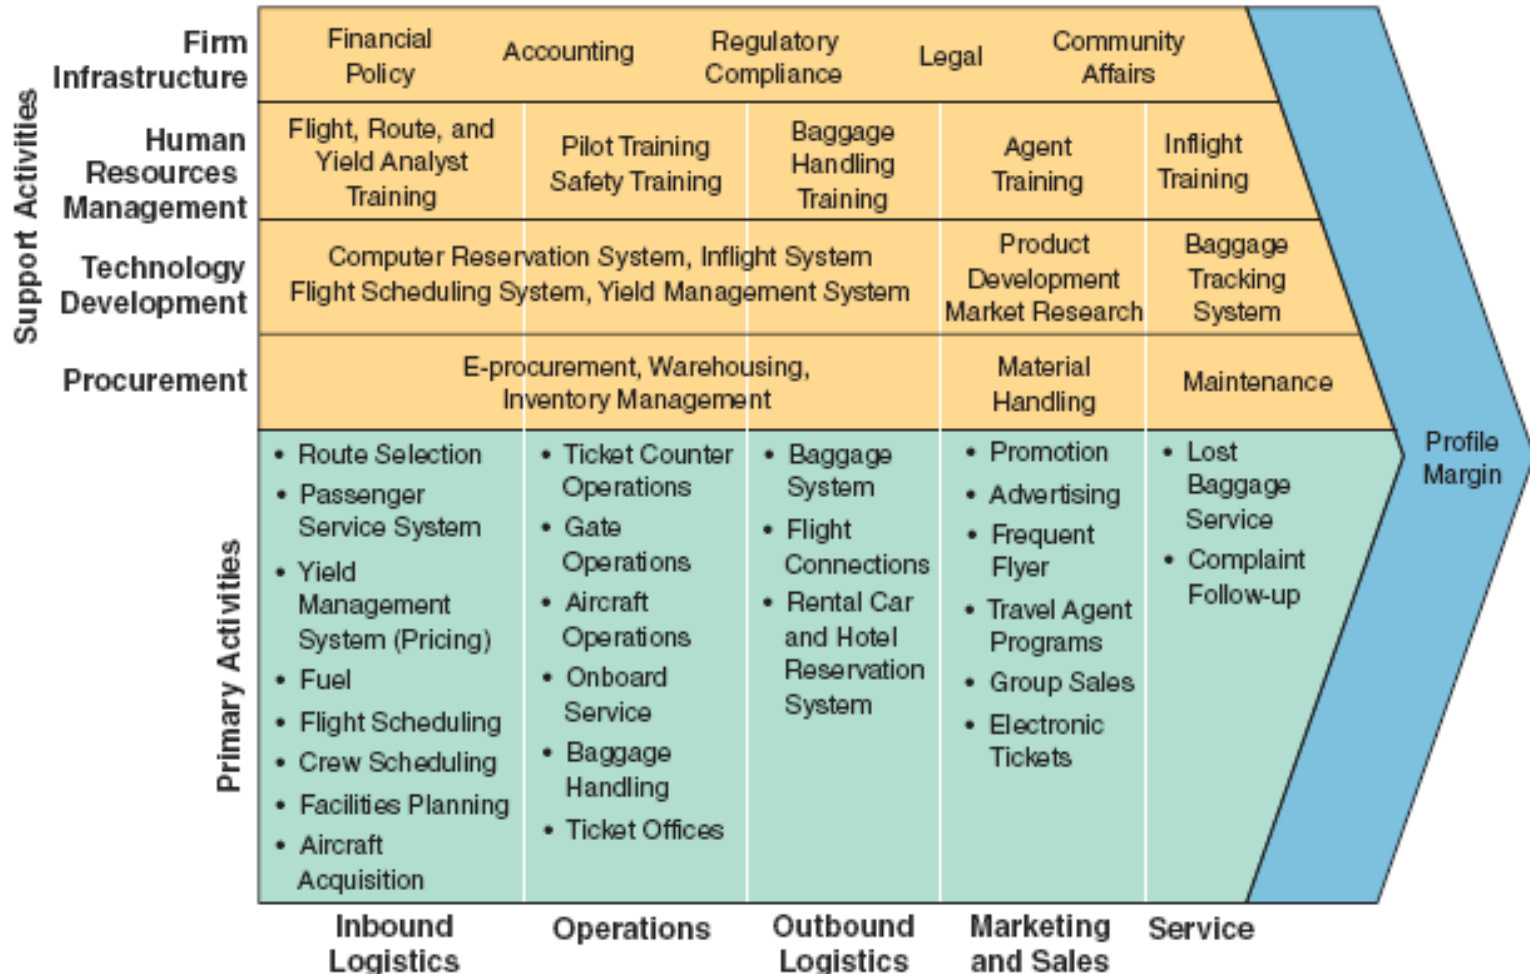 Support Activities
Firm
Infrastructure
Financial
Policy
Accounting
Regulatory
Compliance
Legal
Community
Affairs
Human
Resources
Management
Flight, Route, and
Yield Analyst
Training
Pilot Training
Safety Training
Baggage
Handling
Training
Agent
Training
Inflight
Training
Technology
Development
Computer Reservation System, Inflight System
Flight Scheduling System, Yield Management System
Product
Development
Market Research
Baggage
Tracking
System
Procurement
E-procurement, Warehousing,
Inventory Management
Material
Handling
Maintenance
Primary Activities
• Route Selection
• Passenger
Service System
• Yield
Management
System (Pricing)
• Fuel
• Flight Scheduling
• Crew Scheduling
• Facilities Planning
• Aircraft
Acquisition
• Ticket Counter
Operations
• Gate
Operations
• Aircraft
Operations
• Onboard
Service
• Baggage
Handling
• Ticket Offices
• Baggage
System
• Flight
Connections
• Rental Car
and Hotel
Reservation
System
• Promotion
• Advertising
• Frequent
Flyer
• Travel Agent
Programs
• Group Sales
• Electronic
Tickets
• Lost
Baggage
Service
• Complaint
Follow-up
Profile
Margin
Inbound
Logistics
Operations
Outbound
Logistics
Marketing
and Sales
Service